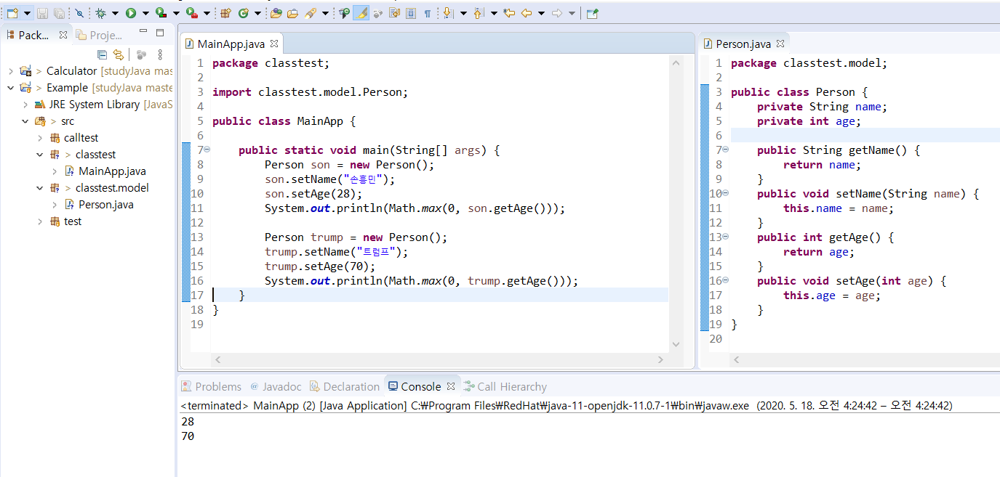 Pack...
Proje...
> Calculator [studyJava mas
> Example [studyJava maste
JRE System Library [JavaS
> src
calltest
> classtest
MainApp.java
> classtest.model
Person.java
test
MainApp.java
1 package classtest;
2
3 import classtest.model.Person;
4
5 public class MainApp {
6
7 public static void main(String[] args) {
8 Person son = new Person();
9 son.setName("손흥민");
10 son.setAge(28);
11 System.out.println(Math.max(0, son.getAge()));
12
13 Person trump = new Person();
14 trump.setName("트럼프");
15 trump.setAge(70);
16 System.out.println(Math.max(0, trump.getAge()));
17 }
18 }
19
Person.java
1 package classtest.model;
2
3 public class Person {
4 private String name;
5 private int age;
6
7 public String getName() {
8 return name;
9 }
10 public void setName(String name) {
11 this.name = name;
12 }
13 public int getAge() {
14 return age;
15 }
16 public void setAge(int age) {
17 this.age = age;
18 }
19 }
20
Problems @ Javadoc Declaration Console Call Hierarchy
<terminated> MainApp (2) [Java Application] C:₩Program Files₩RedHat₩java-11-openjdk-11.0.7-1₩bin₩javaw.exe (2020. 5. 18. 오전 4:24:42 – 오전 4:24:42)
28
70